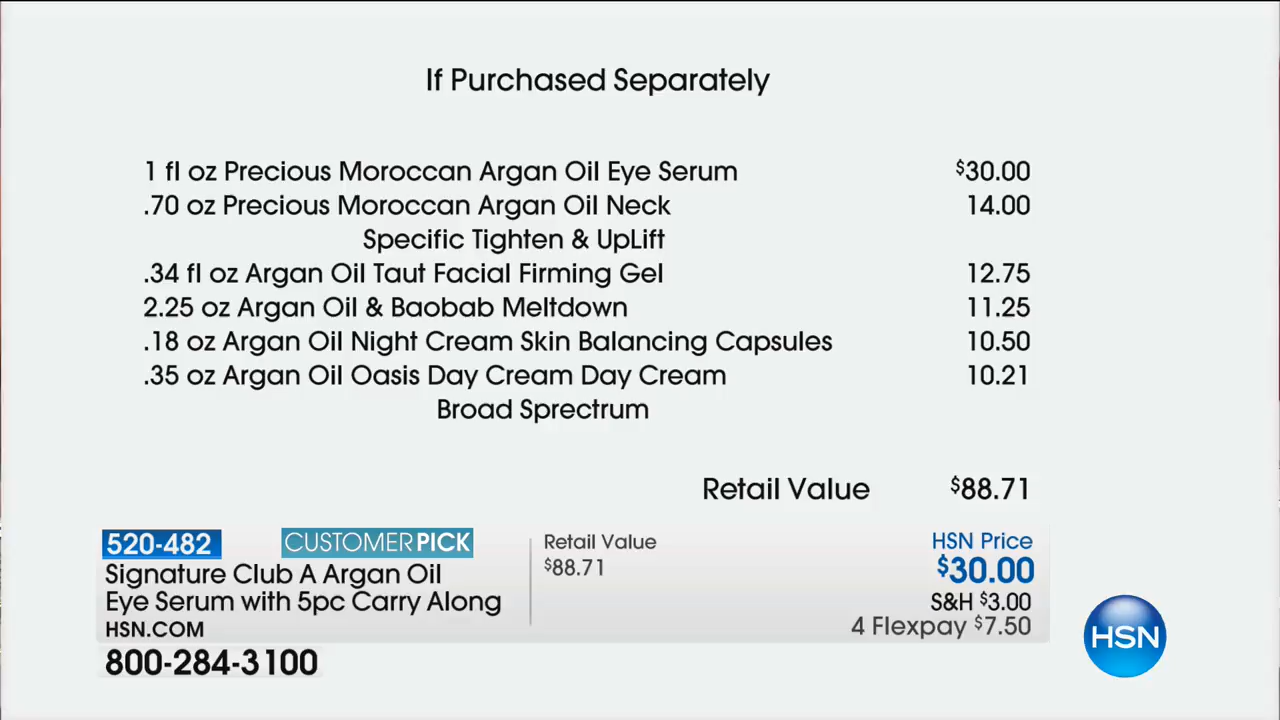 If Purchased Separately
1 fl oz Precious Moroccan Argan Oil Eye Serum $30.00
.70 oz Precious Moroccan Argan Oil Neck 14.00
Specific Tighten & UpLift
.34 fl oz Argan Oil Taut Facial Firming Gel 12.75
2.25 oz Argan Oil & Baobab Meltdown 11.25
.18 oz Argan Oil Night Cream Skin Balancing Capsules 10.50
.35 oz Argan Oil Oasis Day Cream Day Cream 10.21
Broad Sprectrum
Retail Value $88.71
520-482 CUSTOMERPICK
Signature Club A Argan Oil
Eye Serum with 5pc Carry Along
HSN.COM
800-284-3100
Retail Value
$88.71
HSN Price
$30.00
S&H $3.00
4 Flexpay $7.50
HSN